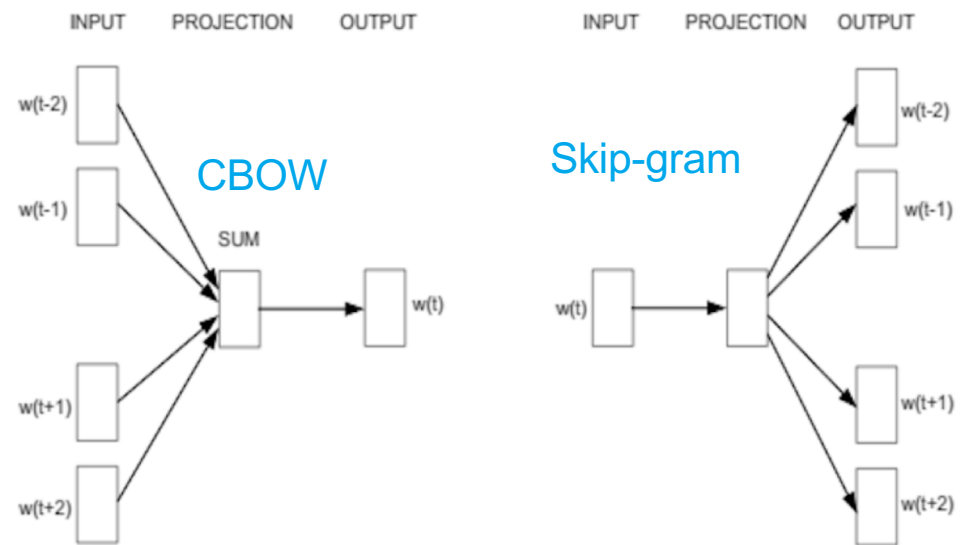 INPUT PROJECTION OUTPUT
w(t-2)
CBOW
w(t-1)
SUM
w(t)
w(t+1)
w(t+2)
INPUT PROJECTION OUTPUT
w(t-2)
Skip-gram
w(t-1)
w(t)
w(t+1)
w(t+2)